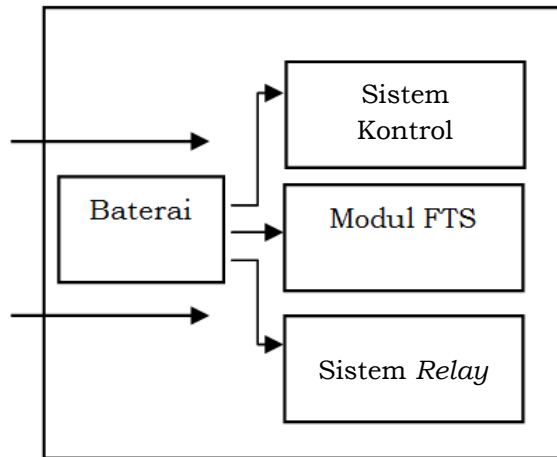 Sistem
Kontrol
Baterai
Modul FTS
Sistem Relay